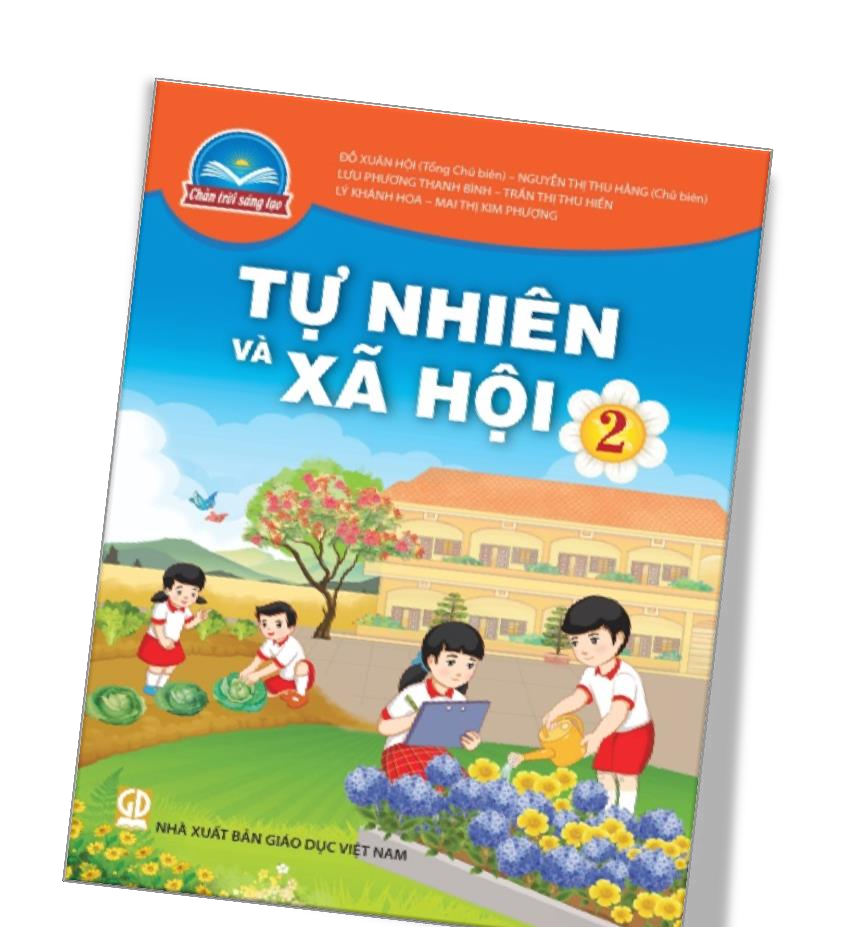 Chân trời sáng tạo
ĐỖ XUÂN HỘI (Tổng Chủ biên) – NGUYỄN THỊ THU HẰNG (Chủ biên)
LƯU PHƯƠNG THANH BÌNH – TRẦN THỊ THU HIỀN
LÝ KHÁNH HOA – MAI THỊ KIM PHƯỢNG
TỰ NHIÊN
VÀ XÃ HỘI 2
GD
NHÀ XUẤT BẢN GIÁO DỤC VIỆT NAM